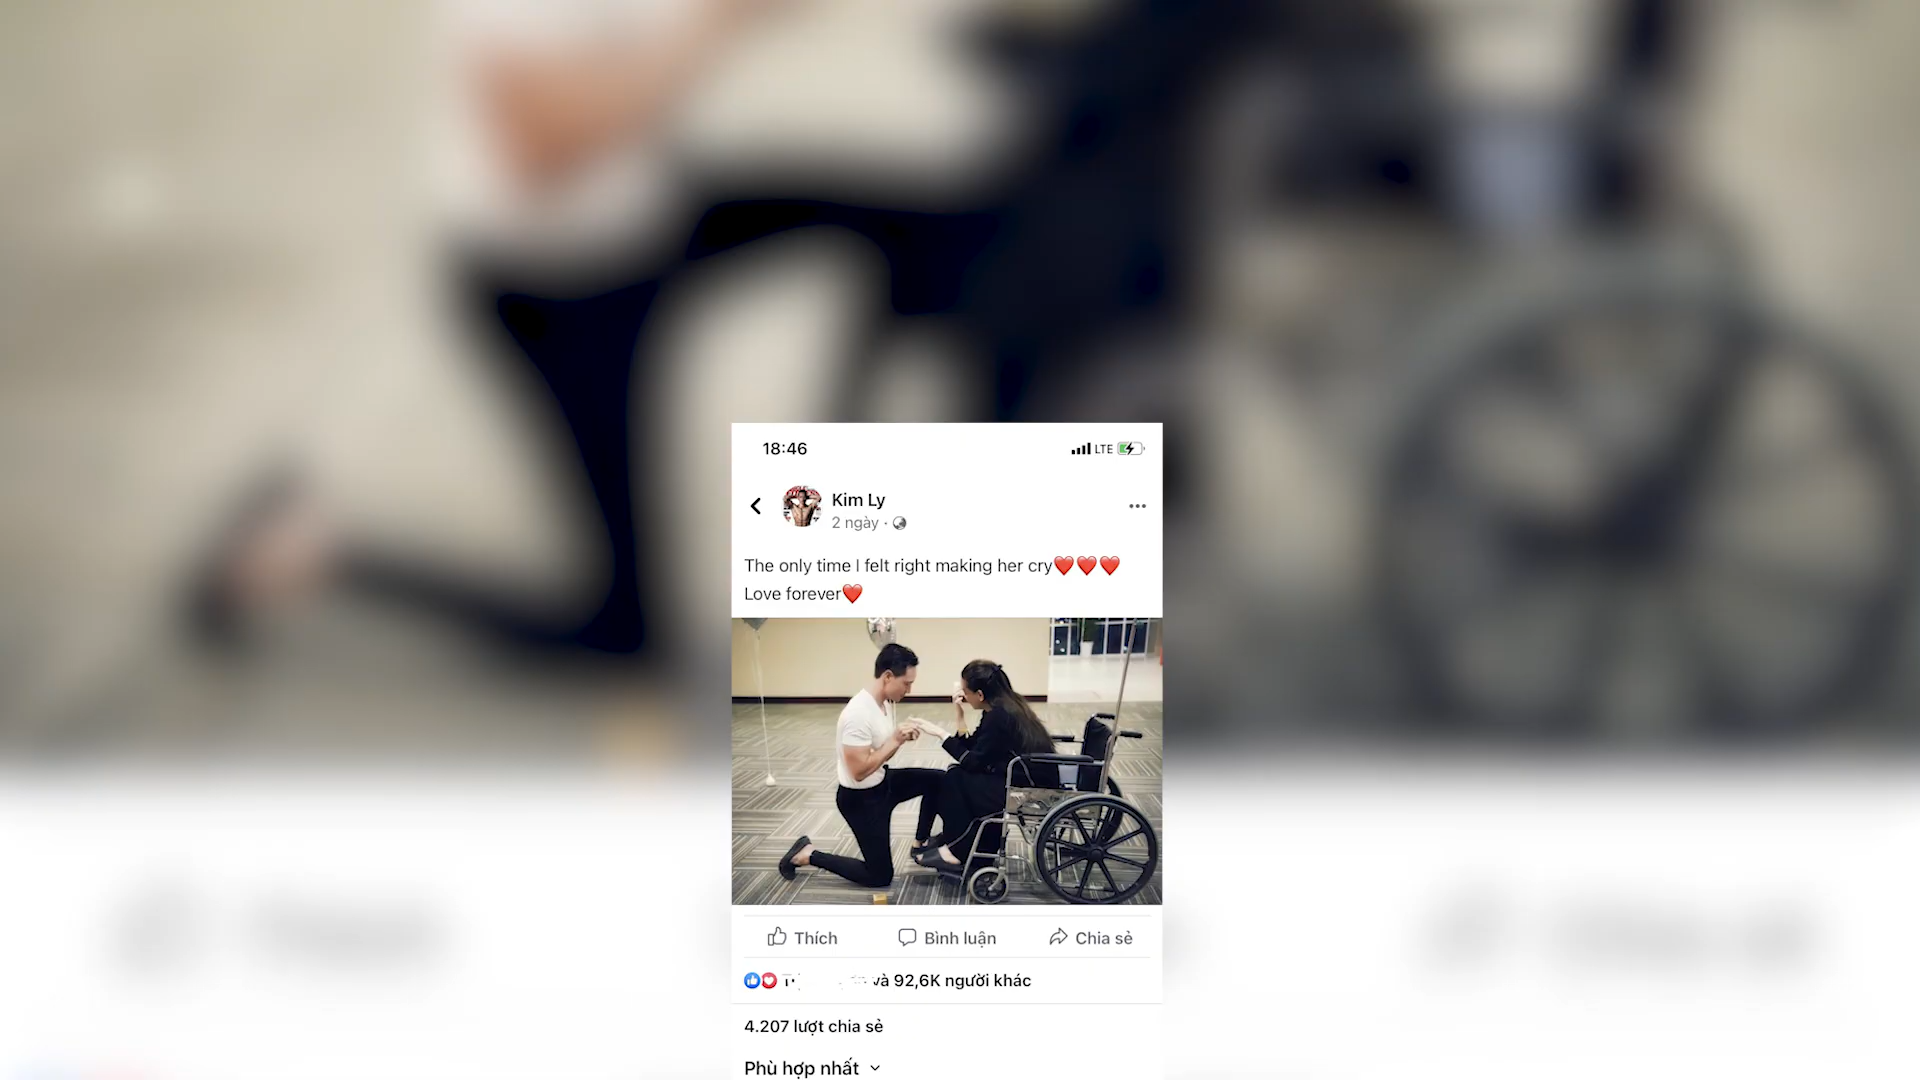 18:46
LTE
Kim Ly
2 ngày
The only time I felt right making her cry❤️❤️❤️
Love forever❤️
Thích
Bình luận
Chia sẻ
và 92,6K người khác
4.207 lượt chia sẻ
Phù hợp nhất